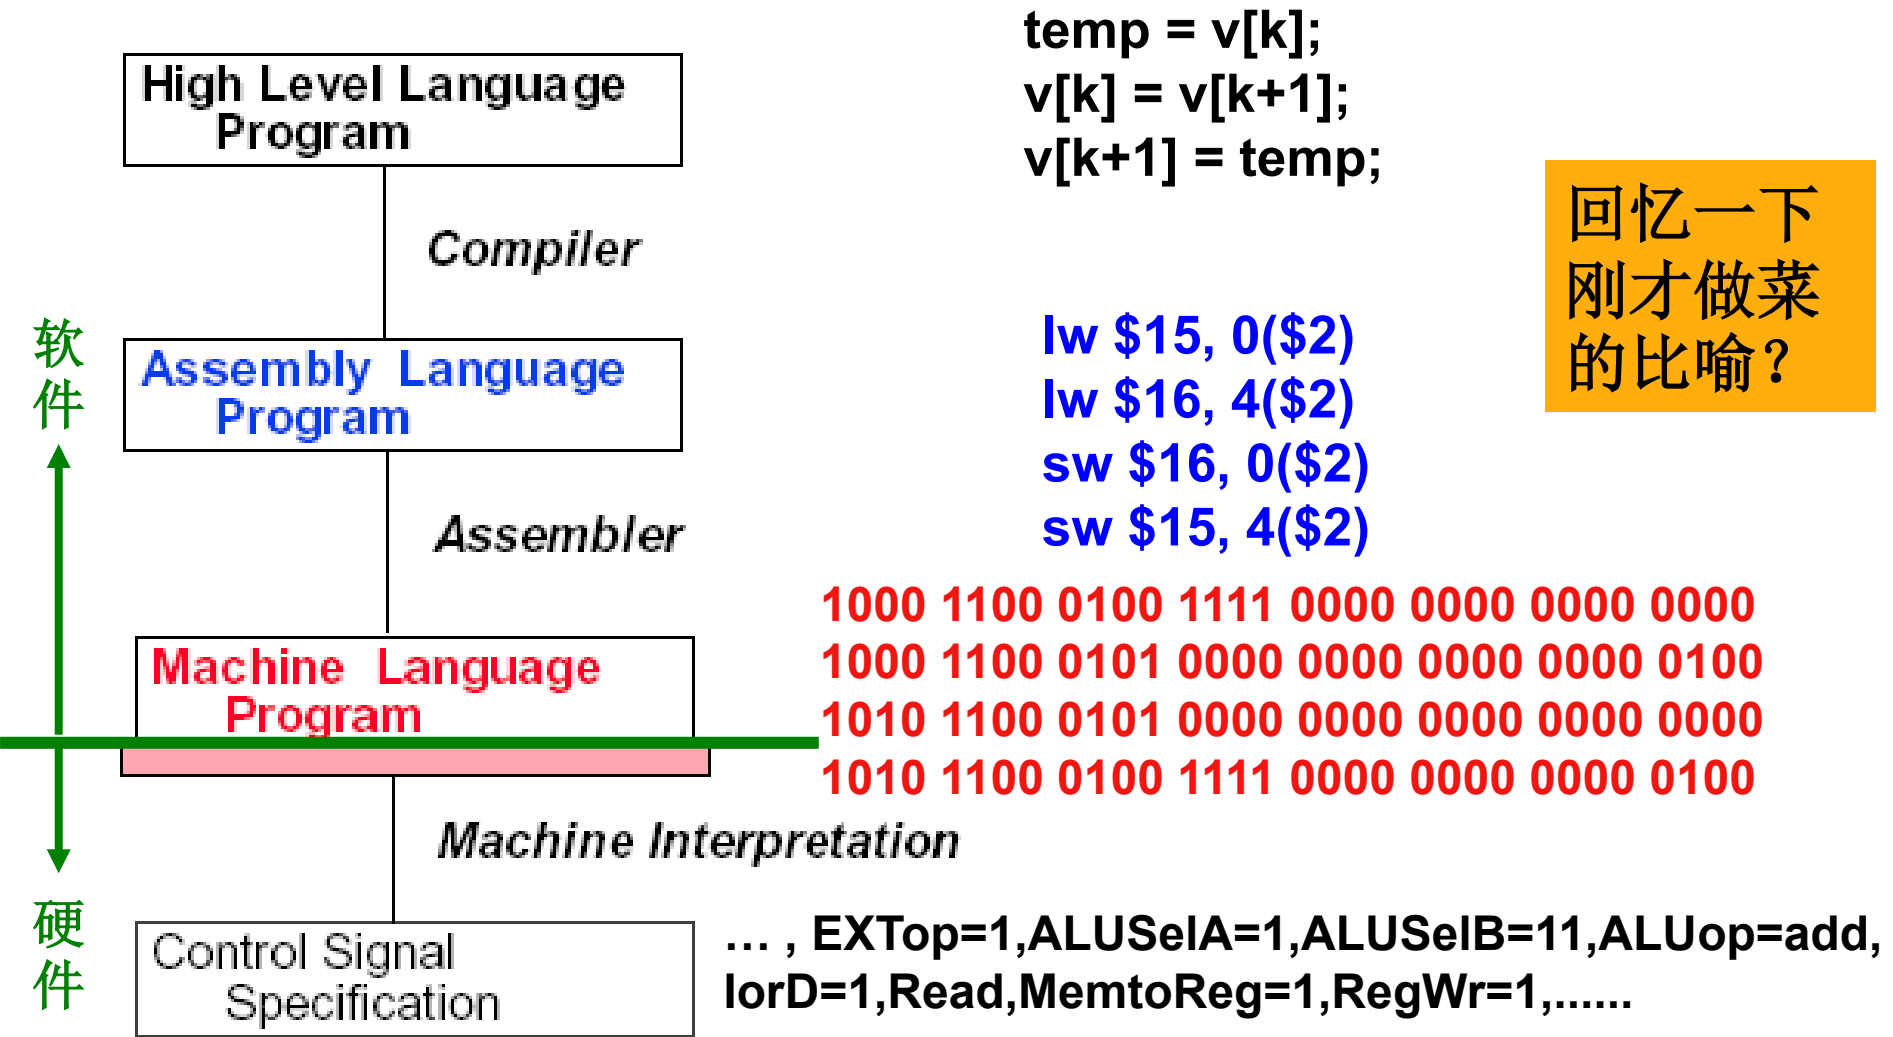 High Level Language
Program
Compiler
Assembly Language
Program
Assembler
Machine Language
Program
Machine Interpretation
Control Signal
Specification
软
件
硬
件
temp = v[k];
v[k] = v[k+1];
v[k+1] = temp;
回忆一下
刚才做菜
的比喻？
lw $15, 0($2)
lw $16, 4($2)
sw $16, 0($2)
sw $15, 4($2)
1000 1100 0100 1111 0000 0000 0000 0000
1000 1100 0101 0000 0000 0000 0000 0100
1010 1100 0101 0000 0000 0000 0000 0000
1010 1100 0100 1111 0000 0000 0000 0100
… , EXTop=1,ALUSelA=1,ALUSelB=11,ALUop=add,
IorD=1,Read,MemtoReg=1,RegWr=1,......